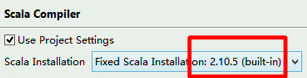 Scala Compiler
Use Project Settings
Scala Installation Fixed Scala Installation: 2.10.5 (built-in)